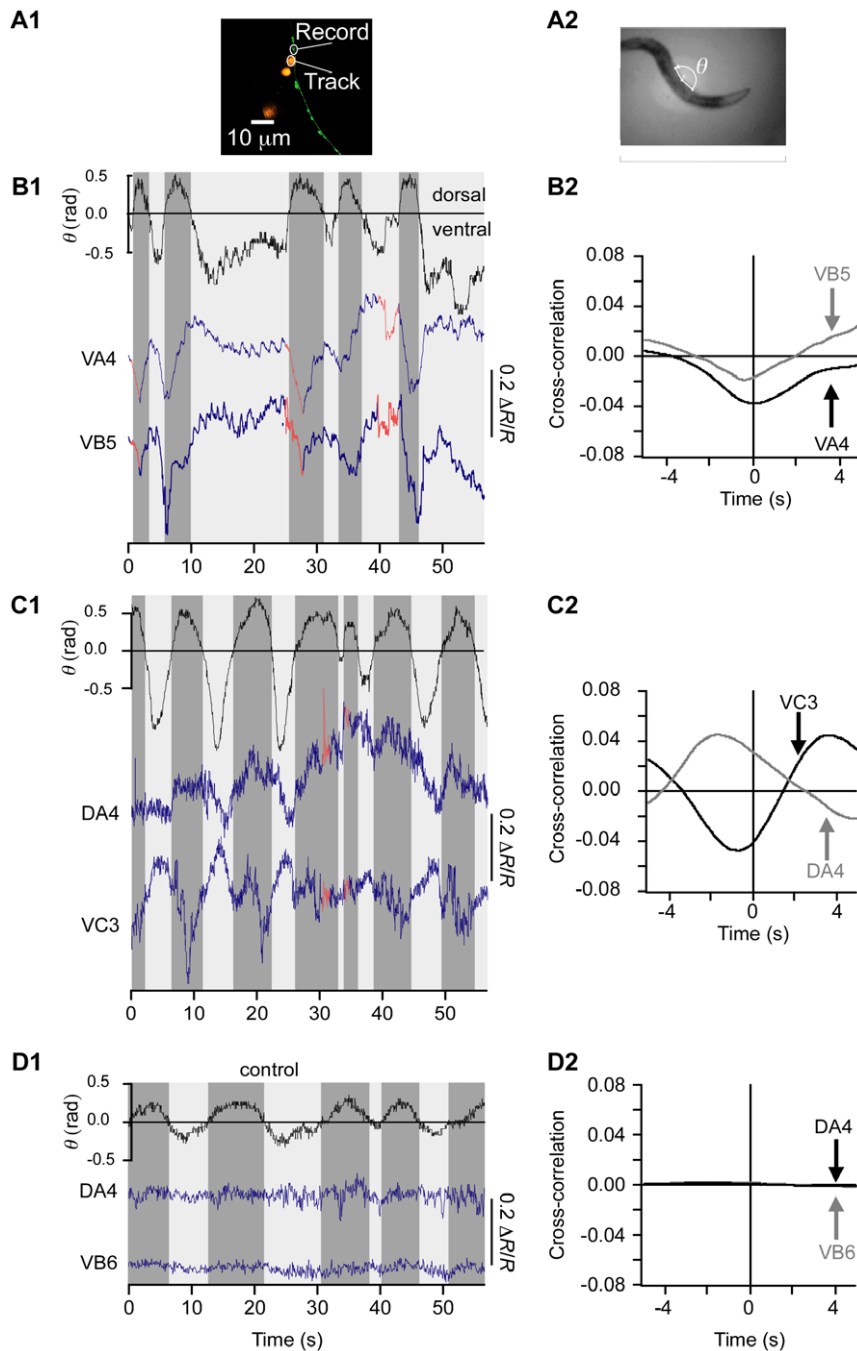 A1
Record
Track
10 μm
A2
θ
B1
θ (rad)
0.5
0.0
-0.5
dorsal
ventral
VA4
VB5
0.2 ΔR/R
0 10 20 30 40 50
B2
Cross-correlation
0.08
0.04
0.00
-0.04
-0.08
VB5
VA4
-4 0 4
Time (s)
C1
θ (rad)
0.5
0.0
-0.5
DA4
VC3
0.2 ΔR/R
0 10 20 30 40 50
C2
Cross-correlation
0.08
0.04
0.00
-0.04
-0.08
VC3
DA4
-4 0 4
Time (s)
D1
control
θ (rad)
0.5
0.0
-0.5
DA4
VB6
0.2 ΔR/R
0 10 20 30 40 50
Time (s)
D2
Cross-correlation
0.08
0.04
0.00
-0.04
-0.08
DA4
VB6
-4 0 4
Time (s)